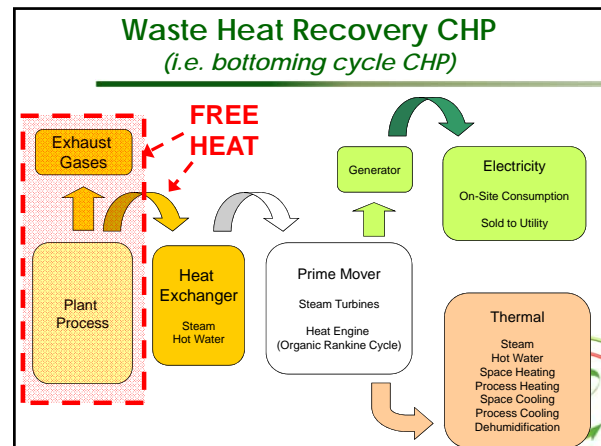 Waste Heat Recovery CHP
(i.e. bottoming cycle CHP)
FREE
HEAT
Exhaust
Gases
Plant
Process
Heat
Exchanger
Steam
Hot Water
Prime Mover
Steam Turbines
Heat Engine
(Organic Rankine Cycle)
Generator
Electricity
On-Site Consumption
Sold to Utility
Thermal
Steam
Hot Water
Space Heating
Process Heating
Space Cooling
Process Cooling
Dehumidification